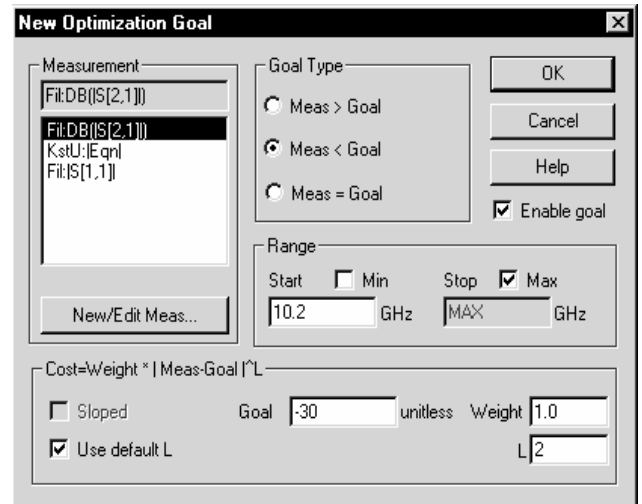 New Optimization Goal
Measurement
Fil:DB(|S[2,1]|)
Fil:DB(|S[2,1]|)
KstU:|Eqn|
Fil:|S[1,1]|
New/Edit Meas...
Goal Type
Meas > Goal
Meas < Goal
Meas = Goal
OK
Cancel
Help
Enable goal
Range
Start Min Stop Max
10.2 GHz MAX GHz
Cost=Weight * | Meas-Goal |^L
Sloped Goal -30 unitless Weight 1.0
Use default L L 2